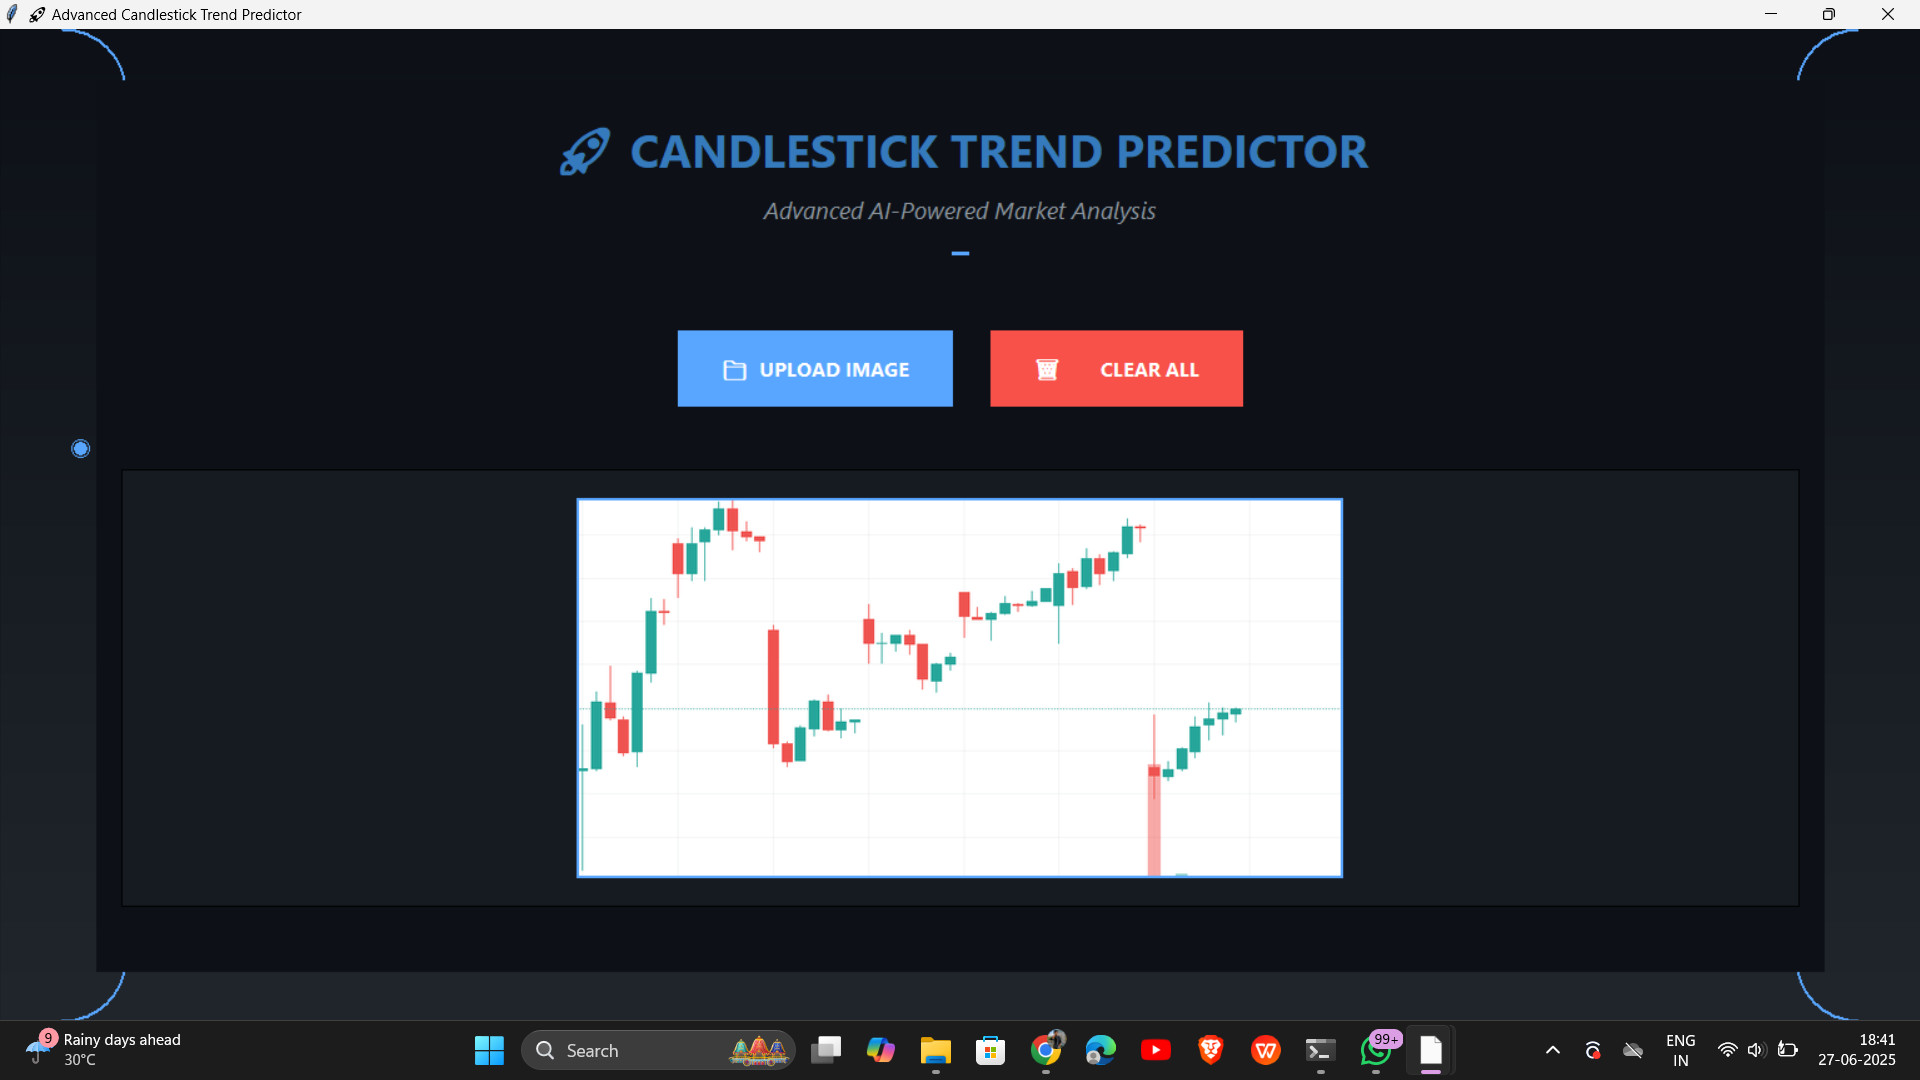 Advanced Candlestick Trend Predictor
CANDLESTICK TREND PREDICTOR
Advanced AI-Powered Market Analysis
UPLOAD IMAGE
CLEAR ALL
9
Rainy days ahead
30°C
Search
99+
ENG
IN
18:41
27-06-2025